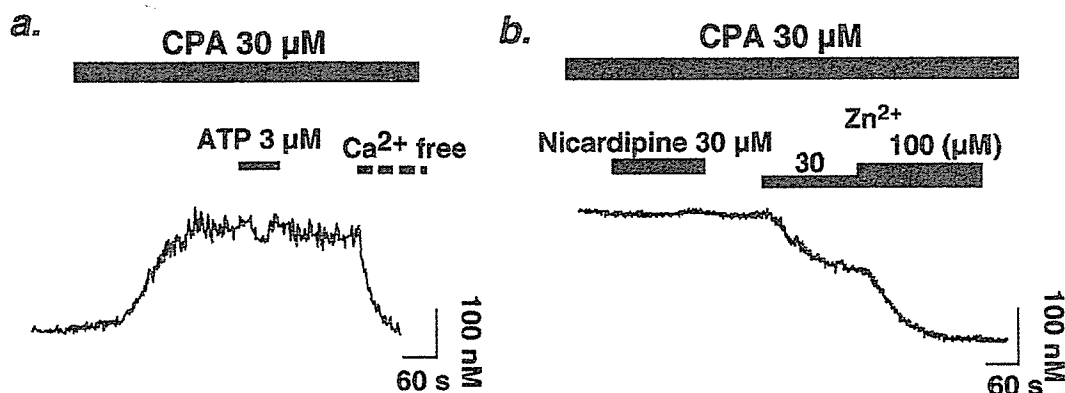 a.
CPA 30 µM
ATP 3 µM
Ca2+ free
100 nM
60 s
b.
CPA 30 µM
Zn2+
Nicardipine 30 µM
30
100 (µM)
100 nM
60 s